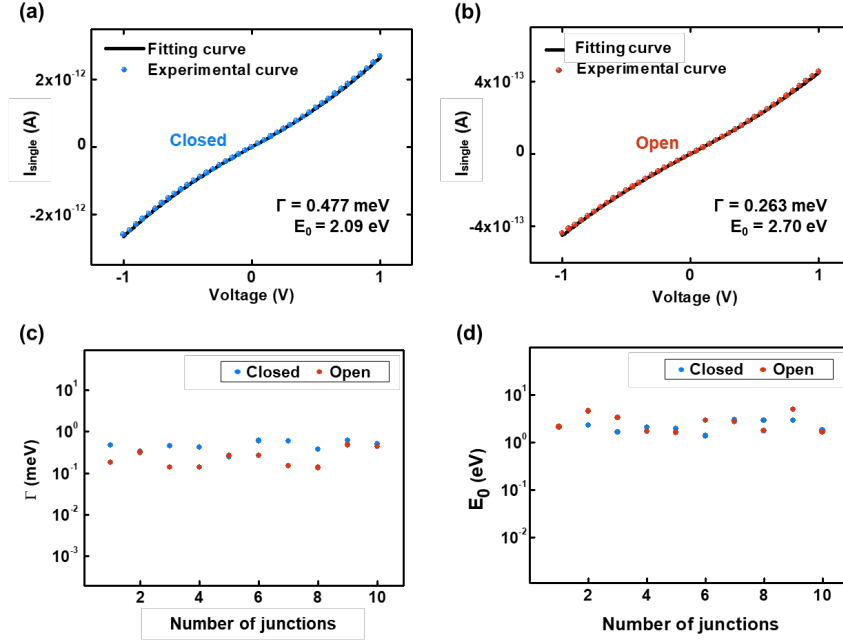 (a)
Fitting curve
Experimental curve
2x10⁻¹²
0
-2x10⁻¹²
I_single (A)
Closed
Γ = 0.477 meV
E₀ = 2.09 eV
-1 0 1
Voltage (V)
(b)
Fitting curve
Experimental curve
4x10⁻¹³
0
-4x10⁻¹³
I_single (A)
Open
Γ = 0.263 meV
E₀ = 2.70 eV
-1 0 1
Voltage (V)
(c)
Closed Open
10¹
10⁰
10⁻¹
10⁻²
10⁻³
Γ (meV)
2 4 6 8 10
Number of junctions
(d)
Closed Open
10¹
10⁰
10⁻¹
10⁻²
10⁻³
E₀ (eV)
2 4 6 8 10
Number of junctions